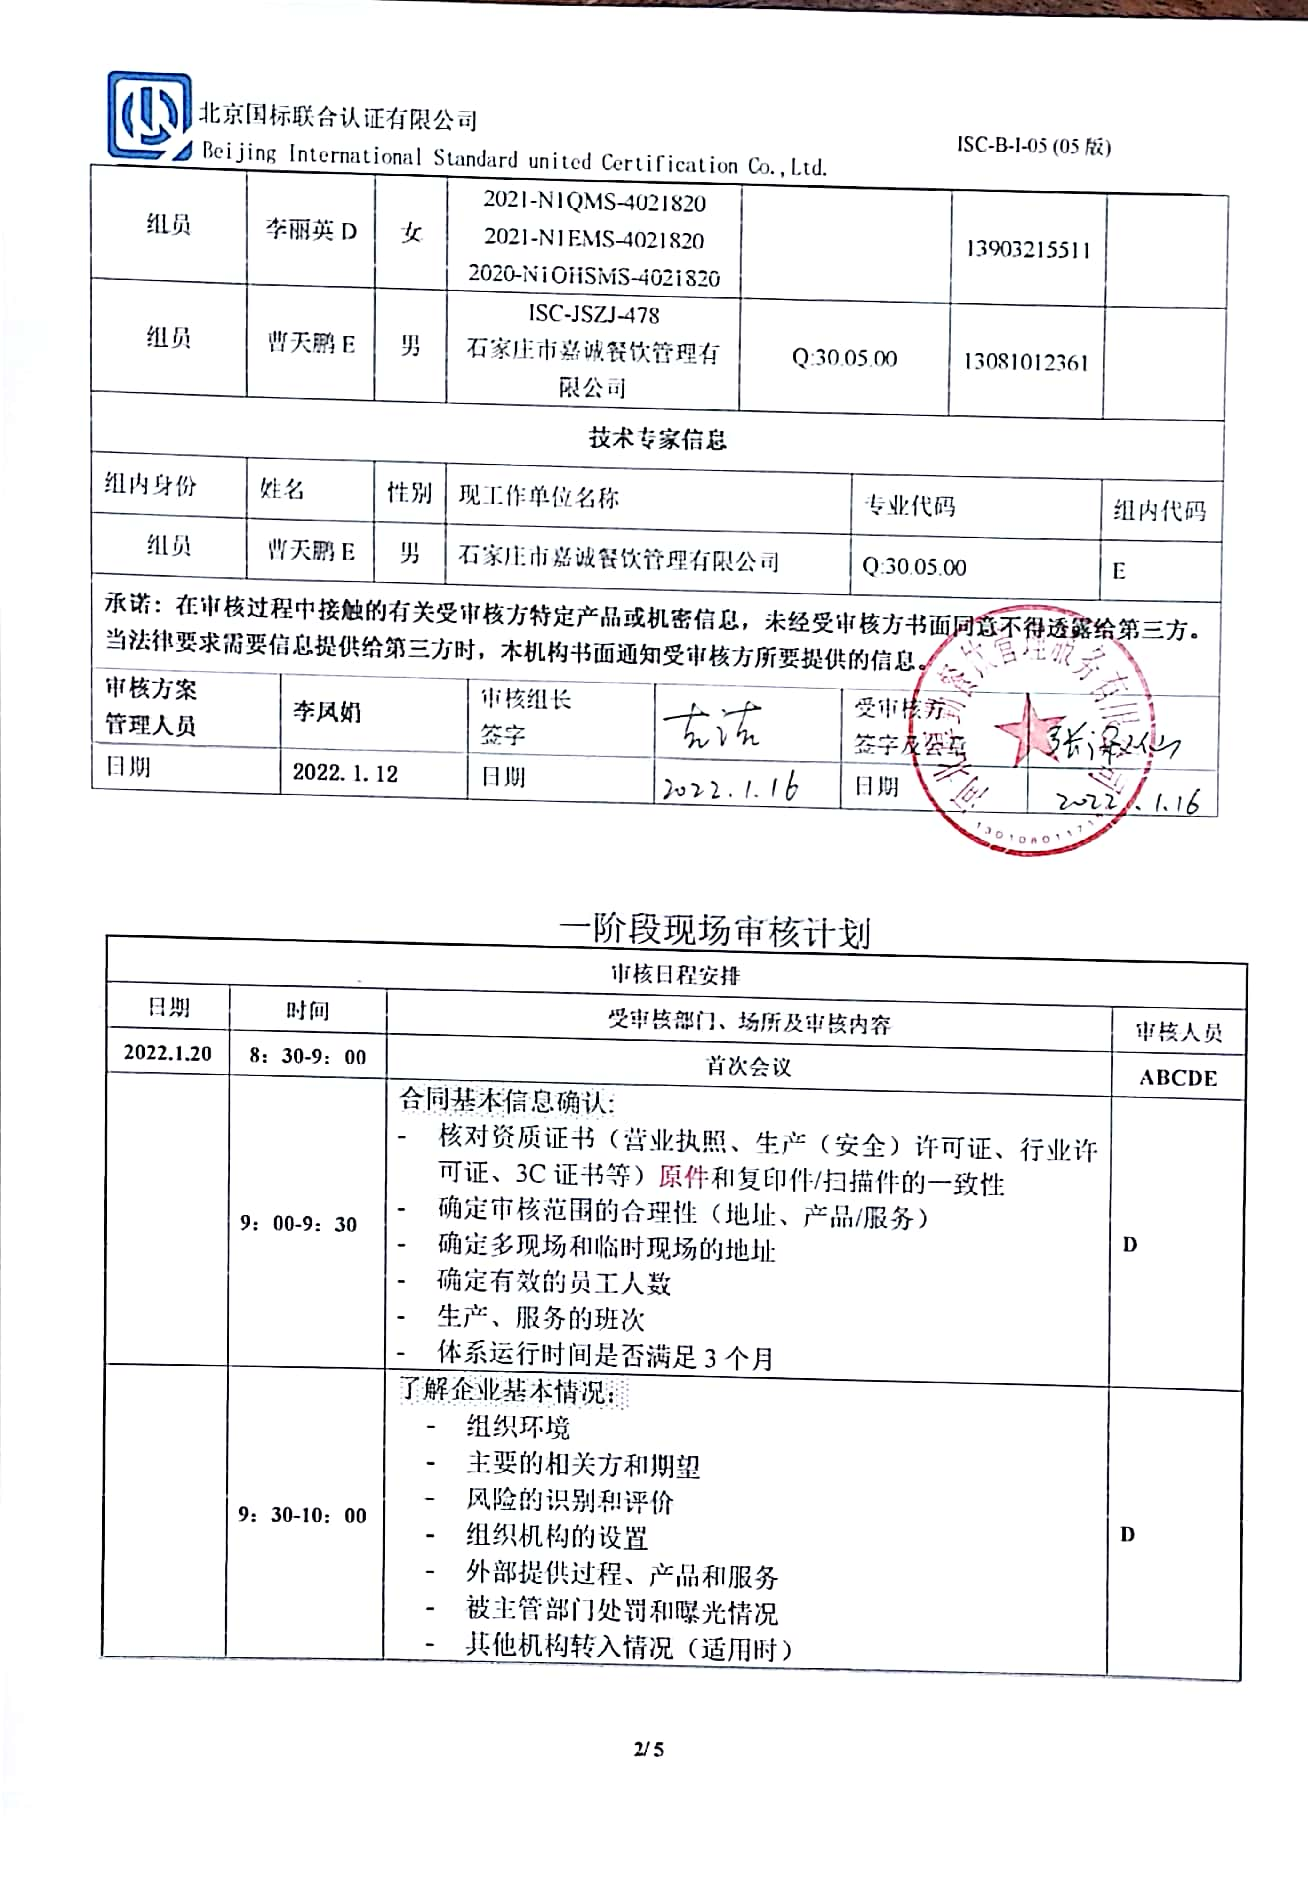 北京国标联合认证有限公司
Beijing International Standard united Certification Co.,Ltd.
ISC-B-I-05 (05 版)
组员 李丽英 D 女 2021-N1QMS-4021820 13903215511
2021-N1EMS-4021820
2020-N1OHSMS-4021820
组员 曹天鹏 E 男 ISC-JSZJ-478 Q:30.05.00 13081012361
石家庄市嘉诚餐饮管理有
限公司
技术专家信息
组内身份 姓名 性别 现工作单位名称 专业代码 组内代码
组员 曹天鹏 E 男 石家庄市嘉诚餐饮管理有限公司 Q:30.05.00 E
承诺：在审核过程中接触的有关受审核方特定产品或机密信息，未经受审核方书面同意不得透露给第三方。
当法律要求需要信息提供给第三方时，本机构书面通知受审核方所要提供的信息。
审核方案 李凤娟 审核组长 受审核方
管理人员 签字 签字及公章
日期 2022.1.12 日期 2022.1.16 日期 2022.1.16
一阶段现场审核计划
审核日程安排
日期 时间 受审核部门、场所及审核内容 审核人员
2022.1.20 8：30-9：00 首次会议 ABCDE
合同基本信息确认:
- 核对资质证书（营业执照、生产（安全）许可证、行业许
可证、3C 证书等）原件和复印件/扫描件的一致性
- 确定审核范围的合理性（地址、产品/服务）
9：00-9：30 D
- 确定多现场和临时现场的地址
- 确定有效的员工人数
- 生产、服务的班次
- 体系运行时间是否满足 3 个月
了解企业基本情况:
- 组织环境
- 主要的相关方和期望
- 风险的识别和评价
9：30-10：00 D
- 组织机构的设置
- 外部提供过程、产品和服务
- 被主管部门处罚和曝光情况
- 其他机构转入情况（适用时）
2/5